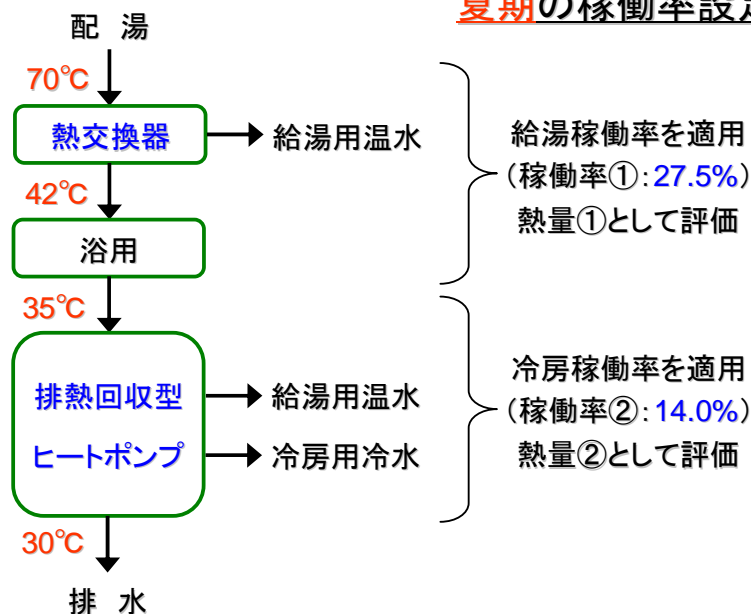 夏期の稼働率設定
配 湯
70℃
熱交換器
給湯用温水
42℃
浴用
35℃
給湯稼働率を適用
(稼働率①:27.5%)
熱量①として評価
排熱回収型
ヒートポンプ
給湯用温水
冷房用冷水
冷房稼働率を適用
(稼働率②:14.0%)
熱量②として評価
30℃
排 水